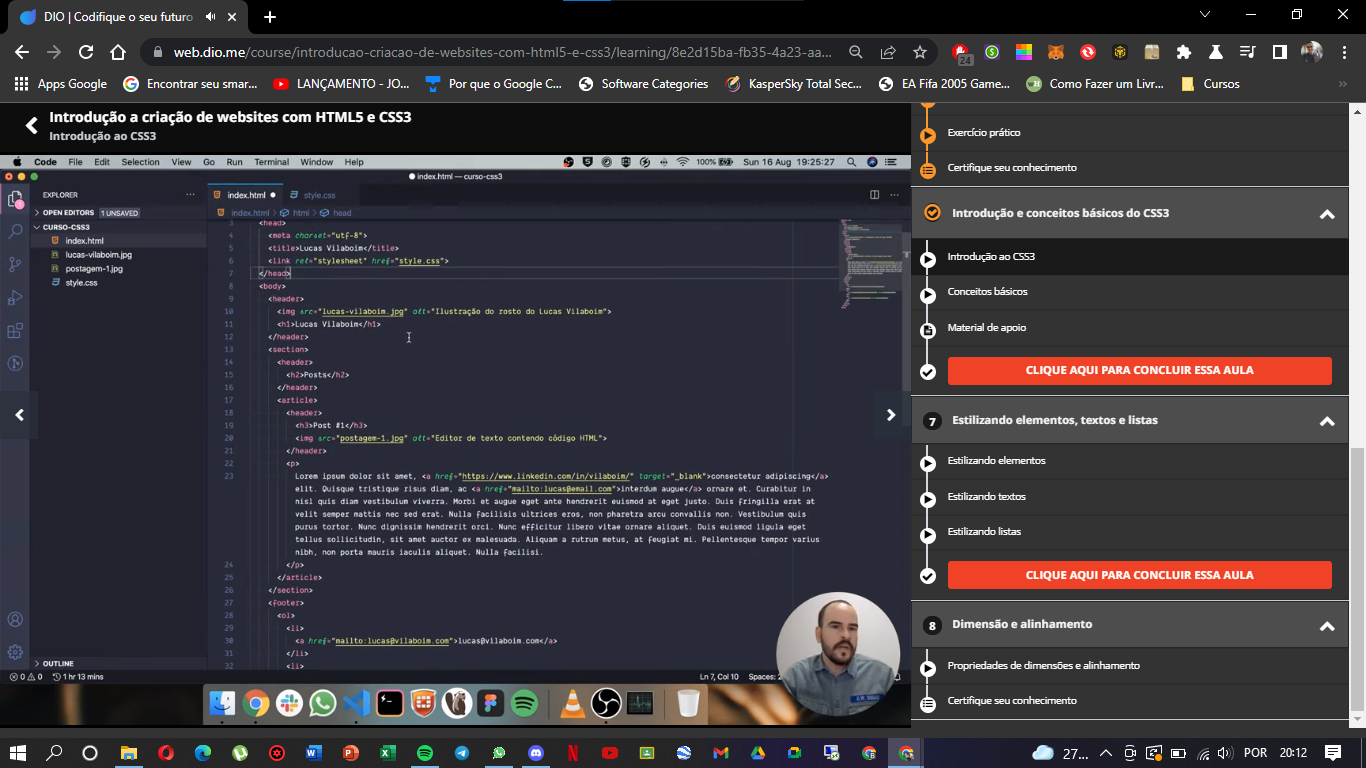 DIO | Codifique o seu futuro
web.dio.me/course/introducao-criacao-de-websites-com-html5-e-css3/learning/8e2d15ba-fb35-4a23-aa...
24
Apps Google
Encontrar seu smar...
LANÇAMENTO - JO...
Por que o Google C...
Software Categories
KasperSky Total Sec...
EA Fifa 2005 Game...
Como Fazer um Livr...
Cursos
Introdução a criação de websites com HTML5 e CSS3
Introdução ao CSS3
Code File Edit Selection View Go Run Terminal Window Help
100% Sun 16 Aug 19:25:27
index.html — curso-css3
EXPLORER
OPEN EDITORS 1 UNSAVED
CURSO-CSS3
index.html
lucas-vilaboim.jpg
postagem-1.jpg
style.css
OUTLINE
index.html
style.css
index.html > html > head
3 <head>
4 <meta charset="utf-8">
5 <title>Lucas Vilaboim</title>
6 <link rel="stylesheet" href="style.css">
7 </head>
8 <body>
9 <header>
10 <img src="lucas-vilaboim.jpg" alt="Ilustração do rosto do Lucas Vilaboim">
11 <h1>Lucas Vilaboim</h1>
12 </header>
13 <section>
14 <header>
15 <h2>Posts</h2>
16 </header>
17 <article>
18 <header>
19 <h3>Post #1</h3>
20 <img src="postagem-1.jpg" alt="Editor de texto contendo código HTML">
21 </header>
22 <p>
23 Lorem ipsum dolor sit amet, <a href="https://www.linkedin.com/in/vilaboim/" target="_blank">consectetur adipiscing</a>
elit. Quisque tristique risus diam, ac <a href="mailto:lucas@email.com">interdum augue</a> ornare et. Curabitur in
nisl quis diam vestibulum viverra. Morbi et augue eget ante hendrerit euismod at eget justo. Duis fringilla erat at
velit semper mattis nec sed erat. Nulla facilisis ultrices eros, non pharetra arcu convallis non. Vestibulum quis
purus tortor. Nunc dignissim hendrerit orci. Nunc efficitur libero vitae ornare aliquet. Duis euismod ligula eget
tellus sollicitudin, sit amet auctor ex malesuada. Aliquam a rutrum metus, at feugiat mi. Pellentesque tempor varius
nibh, non porta mauris iaculis aliquet. Nulla facilisi.
24 </p>
25 </article>
26 </section>
27 <footer>
28 <ol>
29 <li>
30 <a href="mailto:lucas@vilaboim.com">lucas@vilaboim.com</a>
31 </li>
32 <li>
0 0 1 hr 13 mins
Ln 7, Col 10 Spaces:
Exercício prático
Certifique seu conhecimento
Introdução e conceitos básicos do CSS3
Introdução ao CSS3
Conceitos básicos
Material de apoio
CLIQUE AQUI PARA CONCLUIR ESSA AULA
7 Estilizando elementos, textos e listas
Estilizando elementos
Estilizando textos
Estilizando listas
CLIQUE AQUI PARA CONCLUIR ESSA AULA
8 Dimensão e alinhamento
Propriedades de dimensões e alinhamento
Certifique seu conhecimento
27... POR 20:12